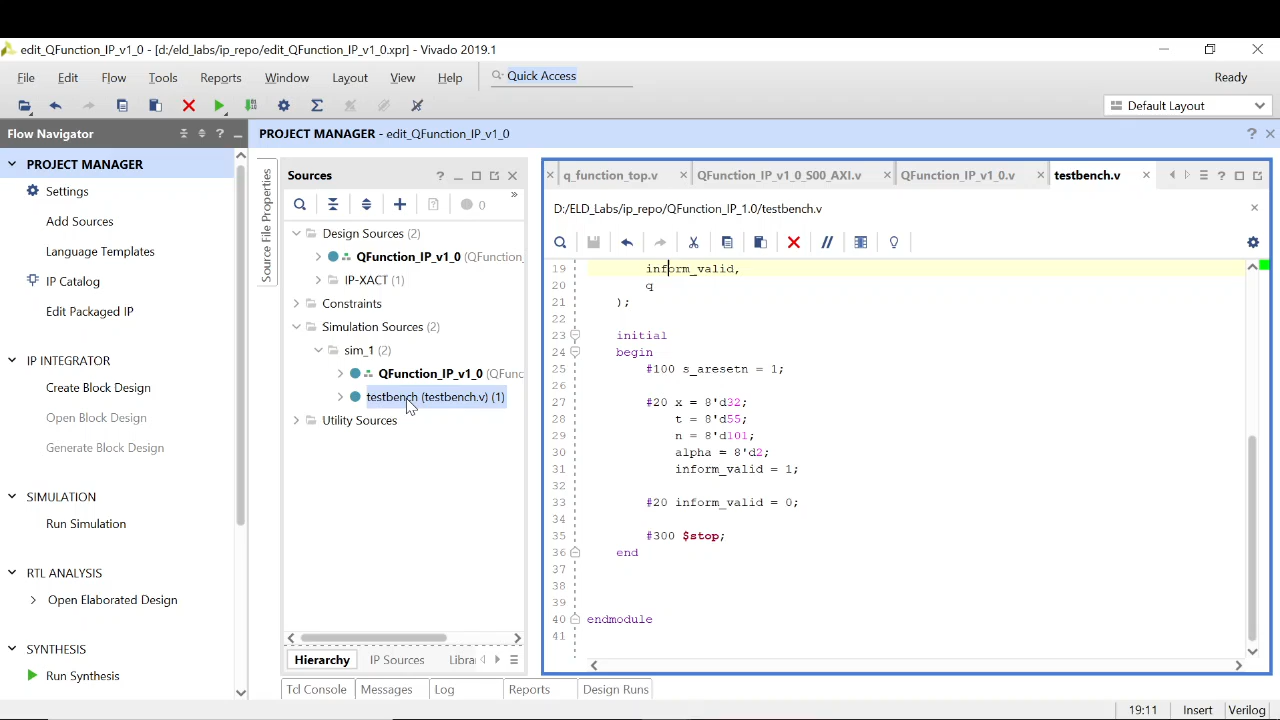 edit_QFunction_IP_v1_0 - [d:/eld_labs/ip_repo/edit_QFunction_IP_v1_0.xpr] - Vivado 2019.1
File Edit Flow Tools Reports Window Layout View Help Quick Access Ready
Default Layout
Flow Navigator
PROJECT MANAGER - edit_QFunction_IP_v1_0
PROJECT MANAGER
Settings
Add Sources
Language Templates
IP Catalog
Edit Packaged IP
IP INTEGRATOR
Create Block Design
Open Block Design
Generate Block Design
SIMULATION
Run Simulation
RTL ANALYSIS
Open Elaborated Design
SYNTHESIS
Run Synthesis
Source File Properties
Sources
0
Design Sources (2)
QFunction_IP_v1_0 (QFunction_
IP-XACT (1)
Constraints
Simulation Sources (2)
sim_1 (2)
QFunction_IP_v1_0 (QFunc
testbench (testbench.v) (1)
Utility Sources
Hierarchy IP Sources Librai
q_function_top.v QFunction_IP_v1_0_S00_AXI.v QFunction_IP_v1_0.v testbench.v
D:/ELD_Labs/ip_repo/QFunction_IP_1.0/testbench.v
19 inform_valid,
20 q
21 );
22
23 initial
24 begin
25 #100 s_aresetn = 1;
26
27 #20 x = 8'd32;
28 t = 8'd55;
29 n = 8'd101;
30 alpha = 8'd2;
31 inform_valid = 1;
32
33 #20 inform_valid = 0;
34
35 #300 $stop;
36 end
37
38
39
40 endmodule
41
Tcl Console Messages Log Reports Design Runs
19:11 Insert Verilog